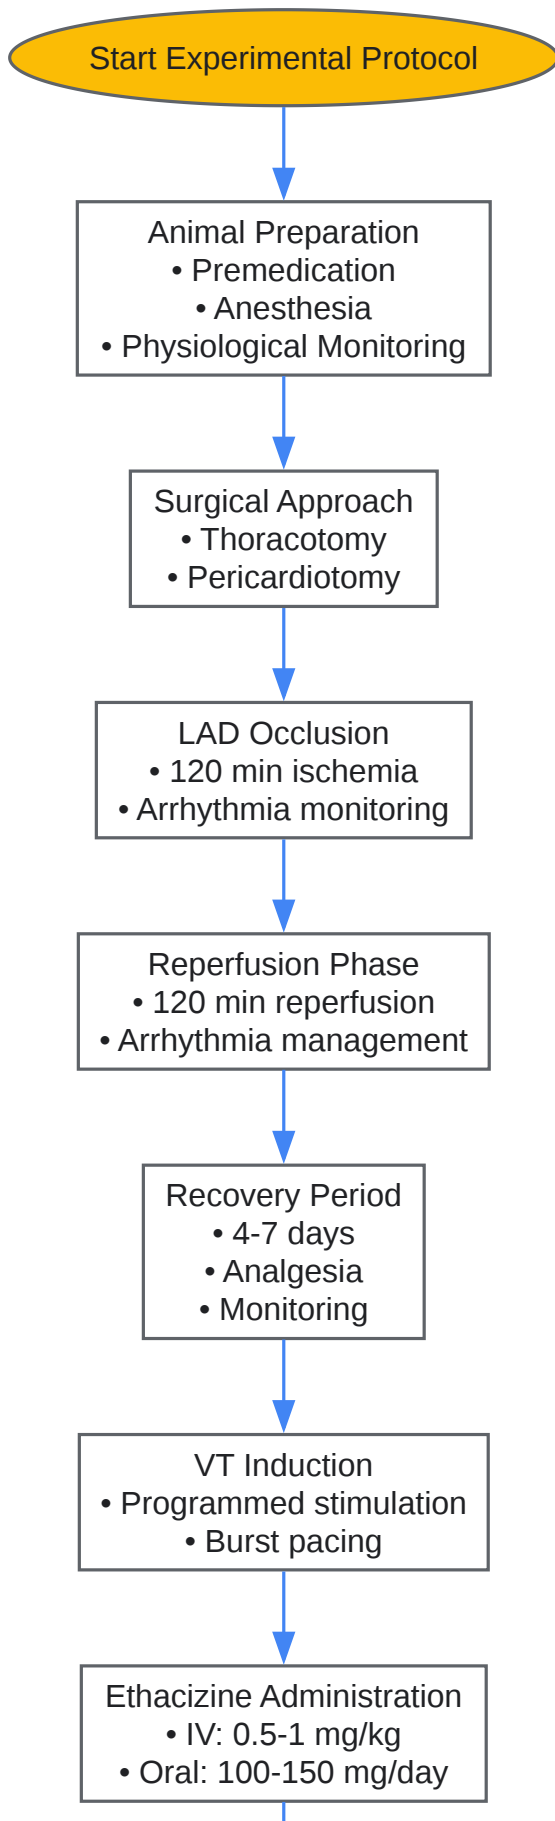 Start Experimental Protocol
Animal Preparation
• Premedication
• Anesthesia
• Physiological Monitoring
Surgical Approach
• Thoracotomy
• Pericardiotomy
LAD Occlusion
• 120 min ischemia
• Arrhythmia monitoring
Reperfusion Phase
• 120 min reperfusion
• Arrhythmia management
Recovery Period
• 4-7 days
• Analgesia
• Monitoring
VT Induction
• Programmed stimulation
• Burst pacing
Ethacizine Administration
• IV: 0.5-1 mg/kg
• Oral: 100-150 mg/day